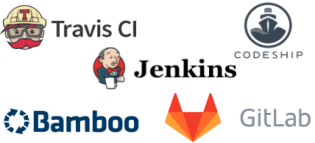 Travis CI
CODESHIP
Jenkins
Bamboo
GitLab